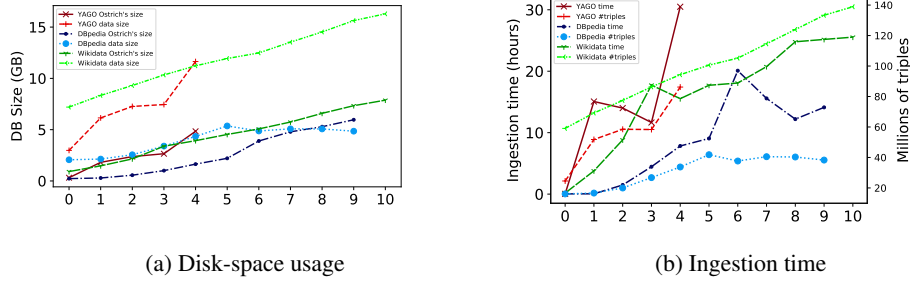 YAGO Ostrich's size
YAGO data size
DBpedia Ostrich's size
DBpedia data size
Wikidata Ostrich's size
Wikidata data size
DB Size (GB)
15
10
5
0
0 1 2 3 4 5 6 7 8 9 10
(a) Disk-space usage
YAGO time
YAGO #triples
DBpedia time
DBpedia #triples
Wikidata time
Wikidata #triples
Ingestion time (hours)
30
20
10
0
0 1 2 3 4 5 6 7 8 9 10
140
120
100
80
60
40
20
Millions of triples
(b) Ingestion time